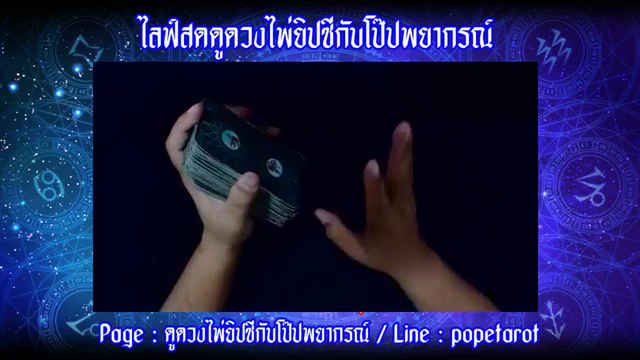 ไลฟ์สดดูดวงไพ่ยิปซีกับโป๊ปพยากรณ์
Page : ดูดวงไพ่ยิปซีกับโป๊ปพยากรณ์ / Line : popetarot